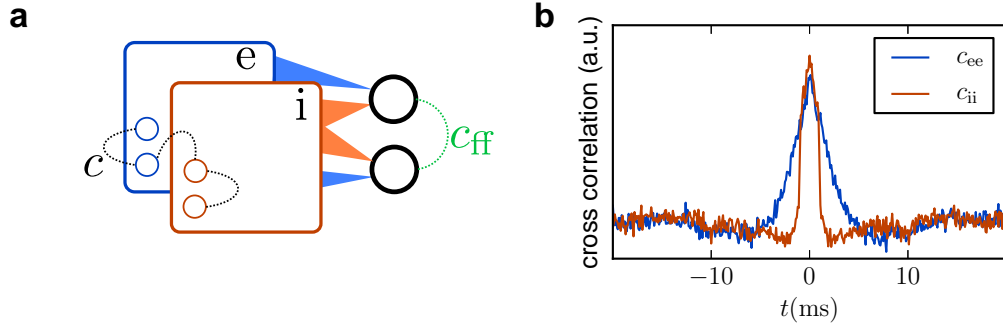 a
e
i
c
c_ff
b
cross correlation (a.u.)
c_ee
c_ii
−10
0
10
t(ms)